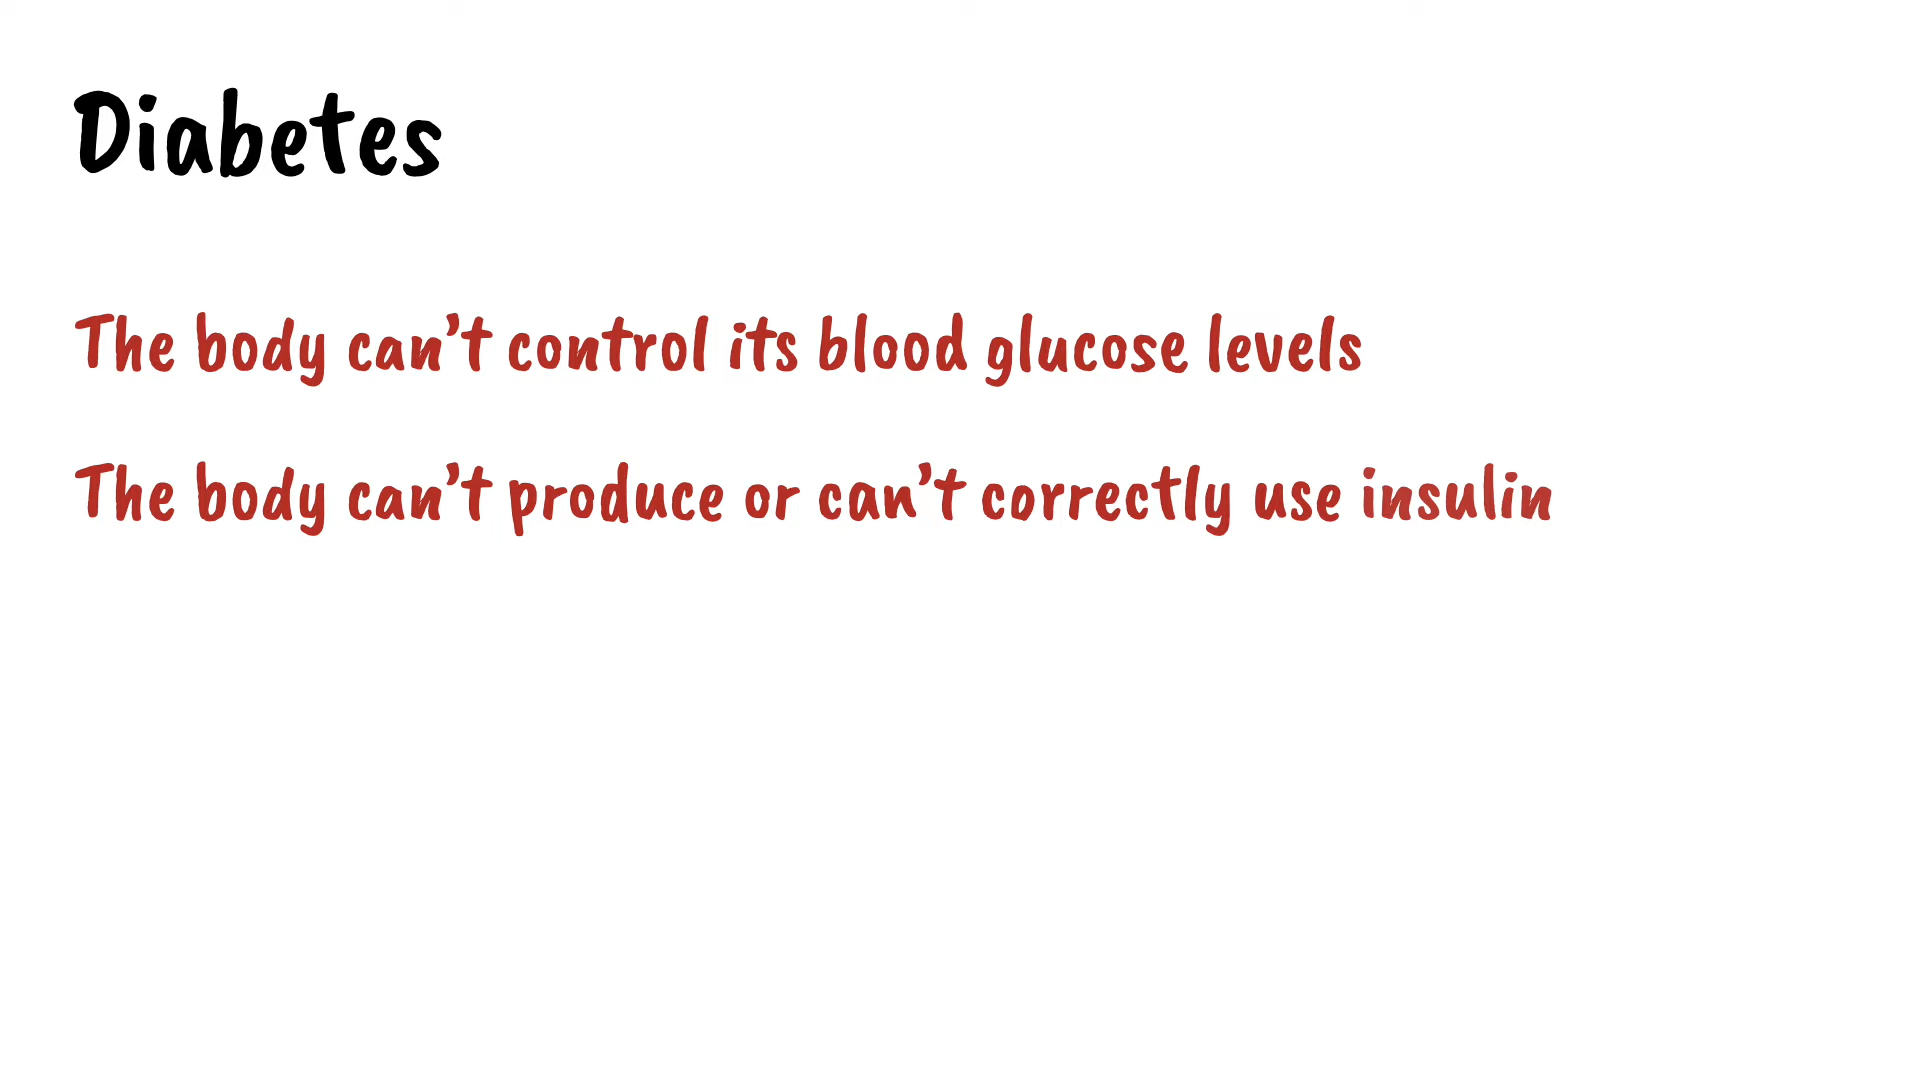 Diabetes
The body can’t control its blood glucose levels
The body can’t produce or can’t correctly use insulin